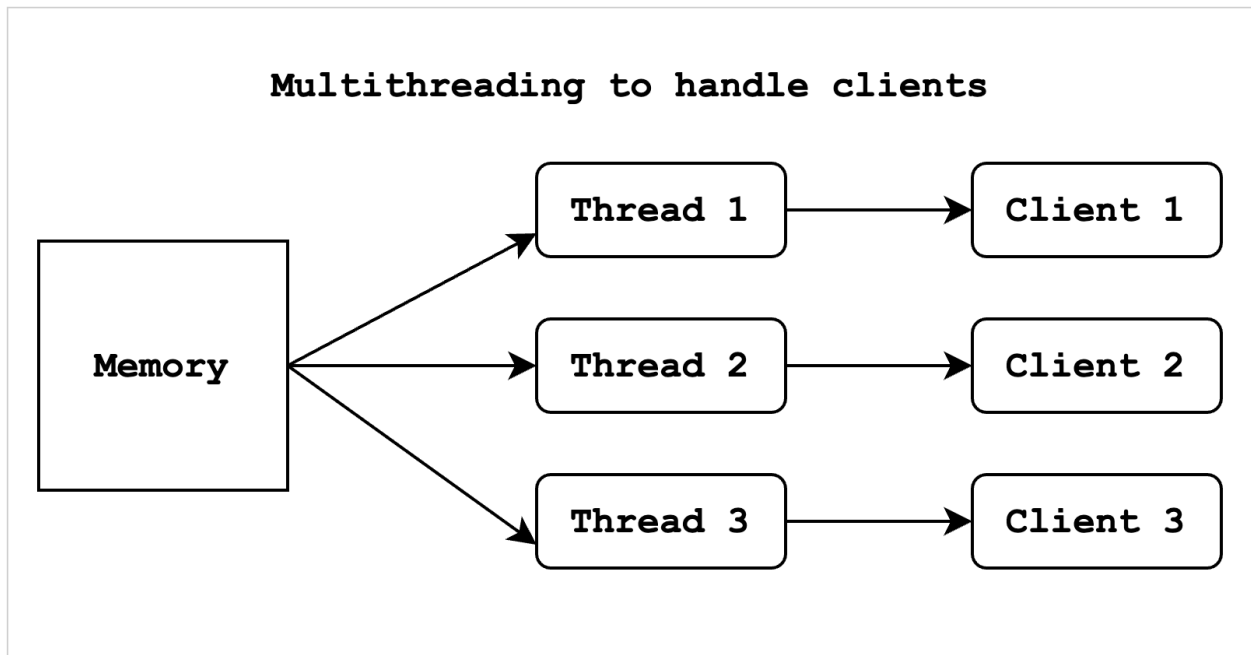 Multithreading to handle clients
Thread 1
Client 1
Memory
Thread 2
Client 2
Thread 3
Client 3